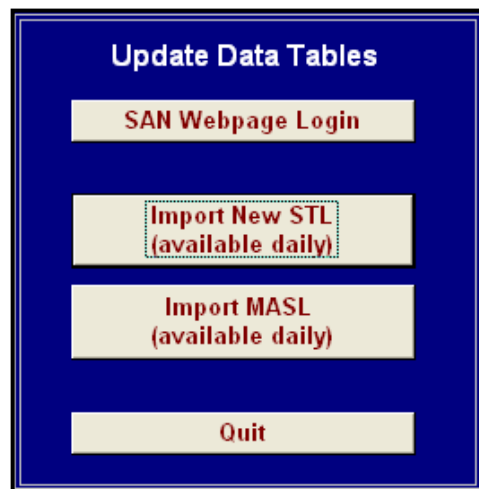 Update Data Tables
SAN Webpage Login
Import New STL
(available daily)
Import MASL
(available daily)
Quit